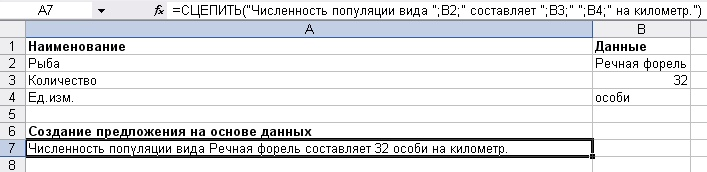 A7 fx =СЦЕПИТЬ("Численность популяции вида ";B2;" составляет ";B3;" ";B4;" на километр.")
A B
1 Наименование Данные
2 Рыба Речная форель
3 Количество 32
4 Ед.изм. особи
5
6 Создание предложения на основе данных
7 Численность популяции вида Речная форель составляет 32 особи на километр.
8